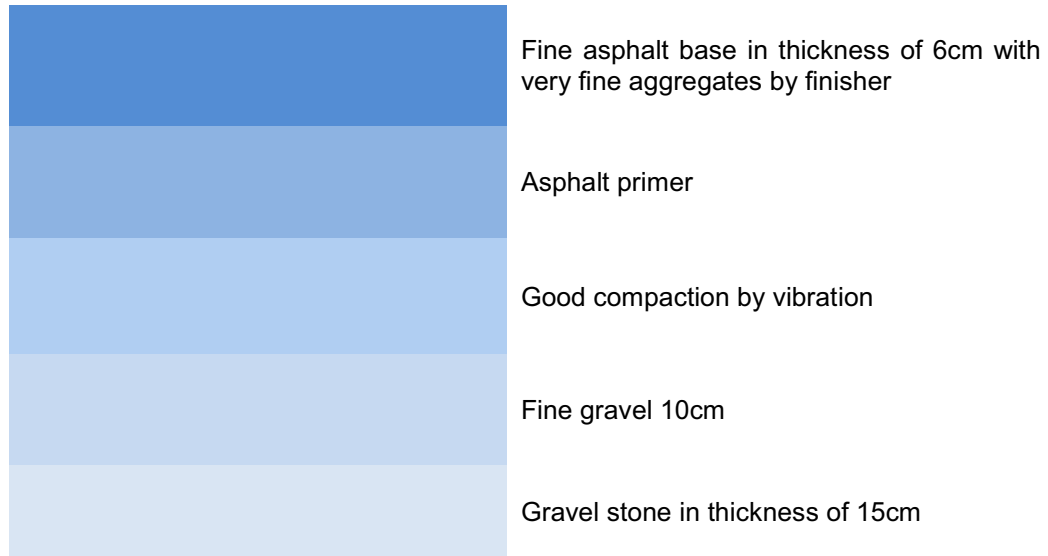 Fine asphalt base in thickness of 6cm with
very fine aggregates by finisher
Asphalt primer
Good compaction by vibration
Fine gravel 10cm
Gravel stone in thickness of 15cm